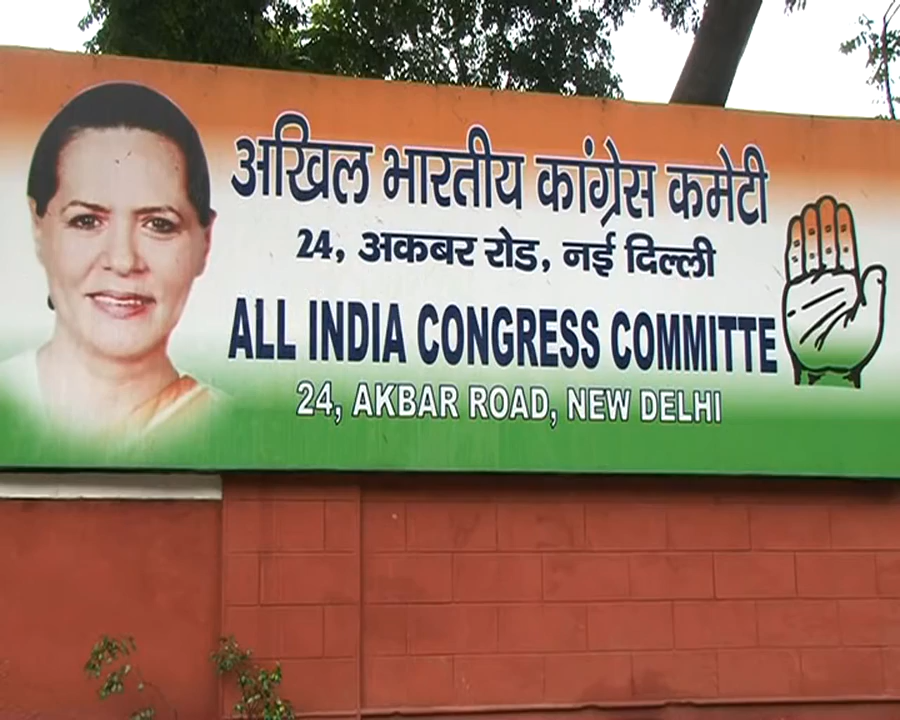 अखिल भारतीय कांग्रेस कमेटी
24, अकबर रोड, नई दिल्ली
ALL INDIA CONGRESS COMMITTE
24, AKBAR ROAD, NEW DELHI